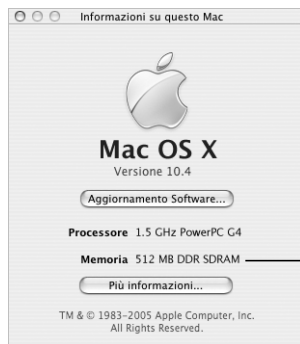 Informazioni su questo Mac
Mac OS X
Versione 10.4
Aggiornamento Software...
Processore 1.5 GHz PowerPC G4
Memoria 512 MB DDR SDRAM
Più informazioni...
TM & © 1983–2005 Apple Computer, Inc.
All Rights Reserved.